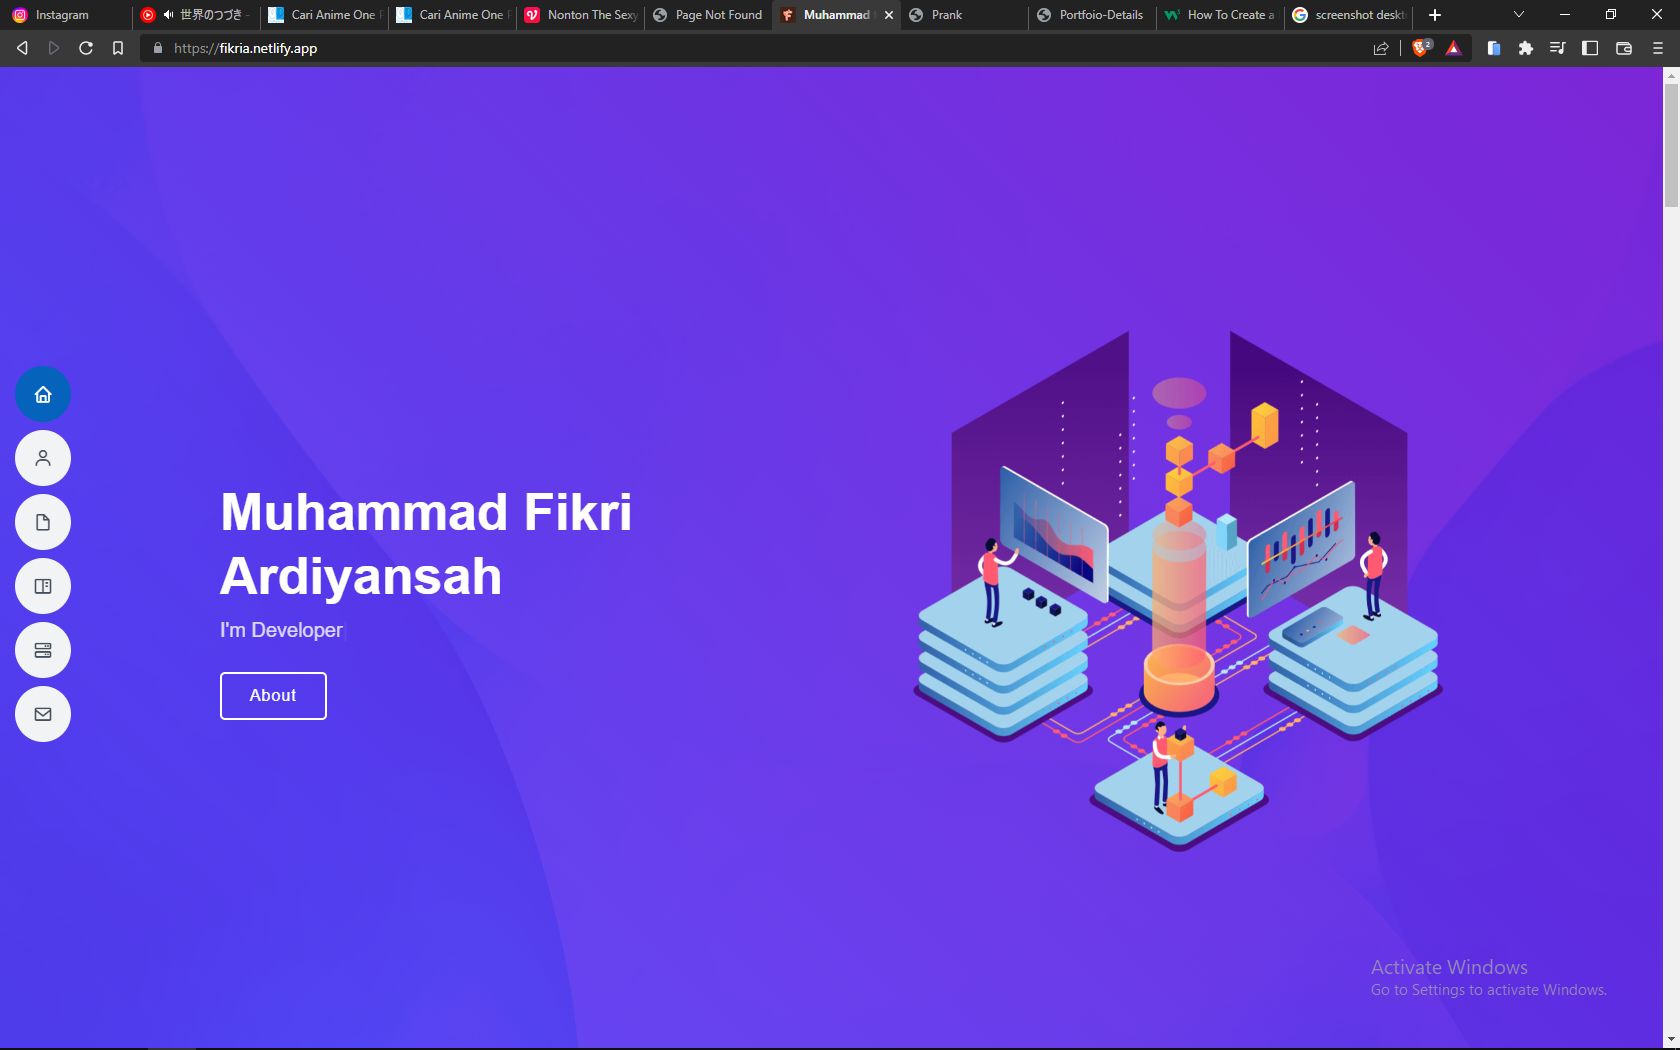 Instagram
世界のつづき -
Cari Anime One
Cari Anime One
Nonton The Sexy
Page Not Found
Muhammad
Prank
Portfoio-Details
How To Create a
screenshot deskt
https://fikria.netlify.app
2
Muhammad Fikri
Ardiyansah
I'm Developer
About
Activate Windows
Go to Settings to activate Windows.